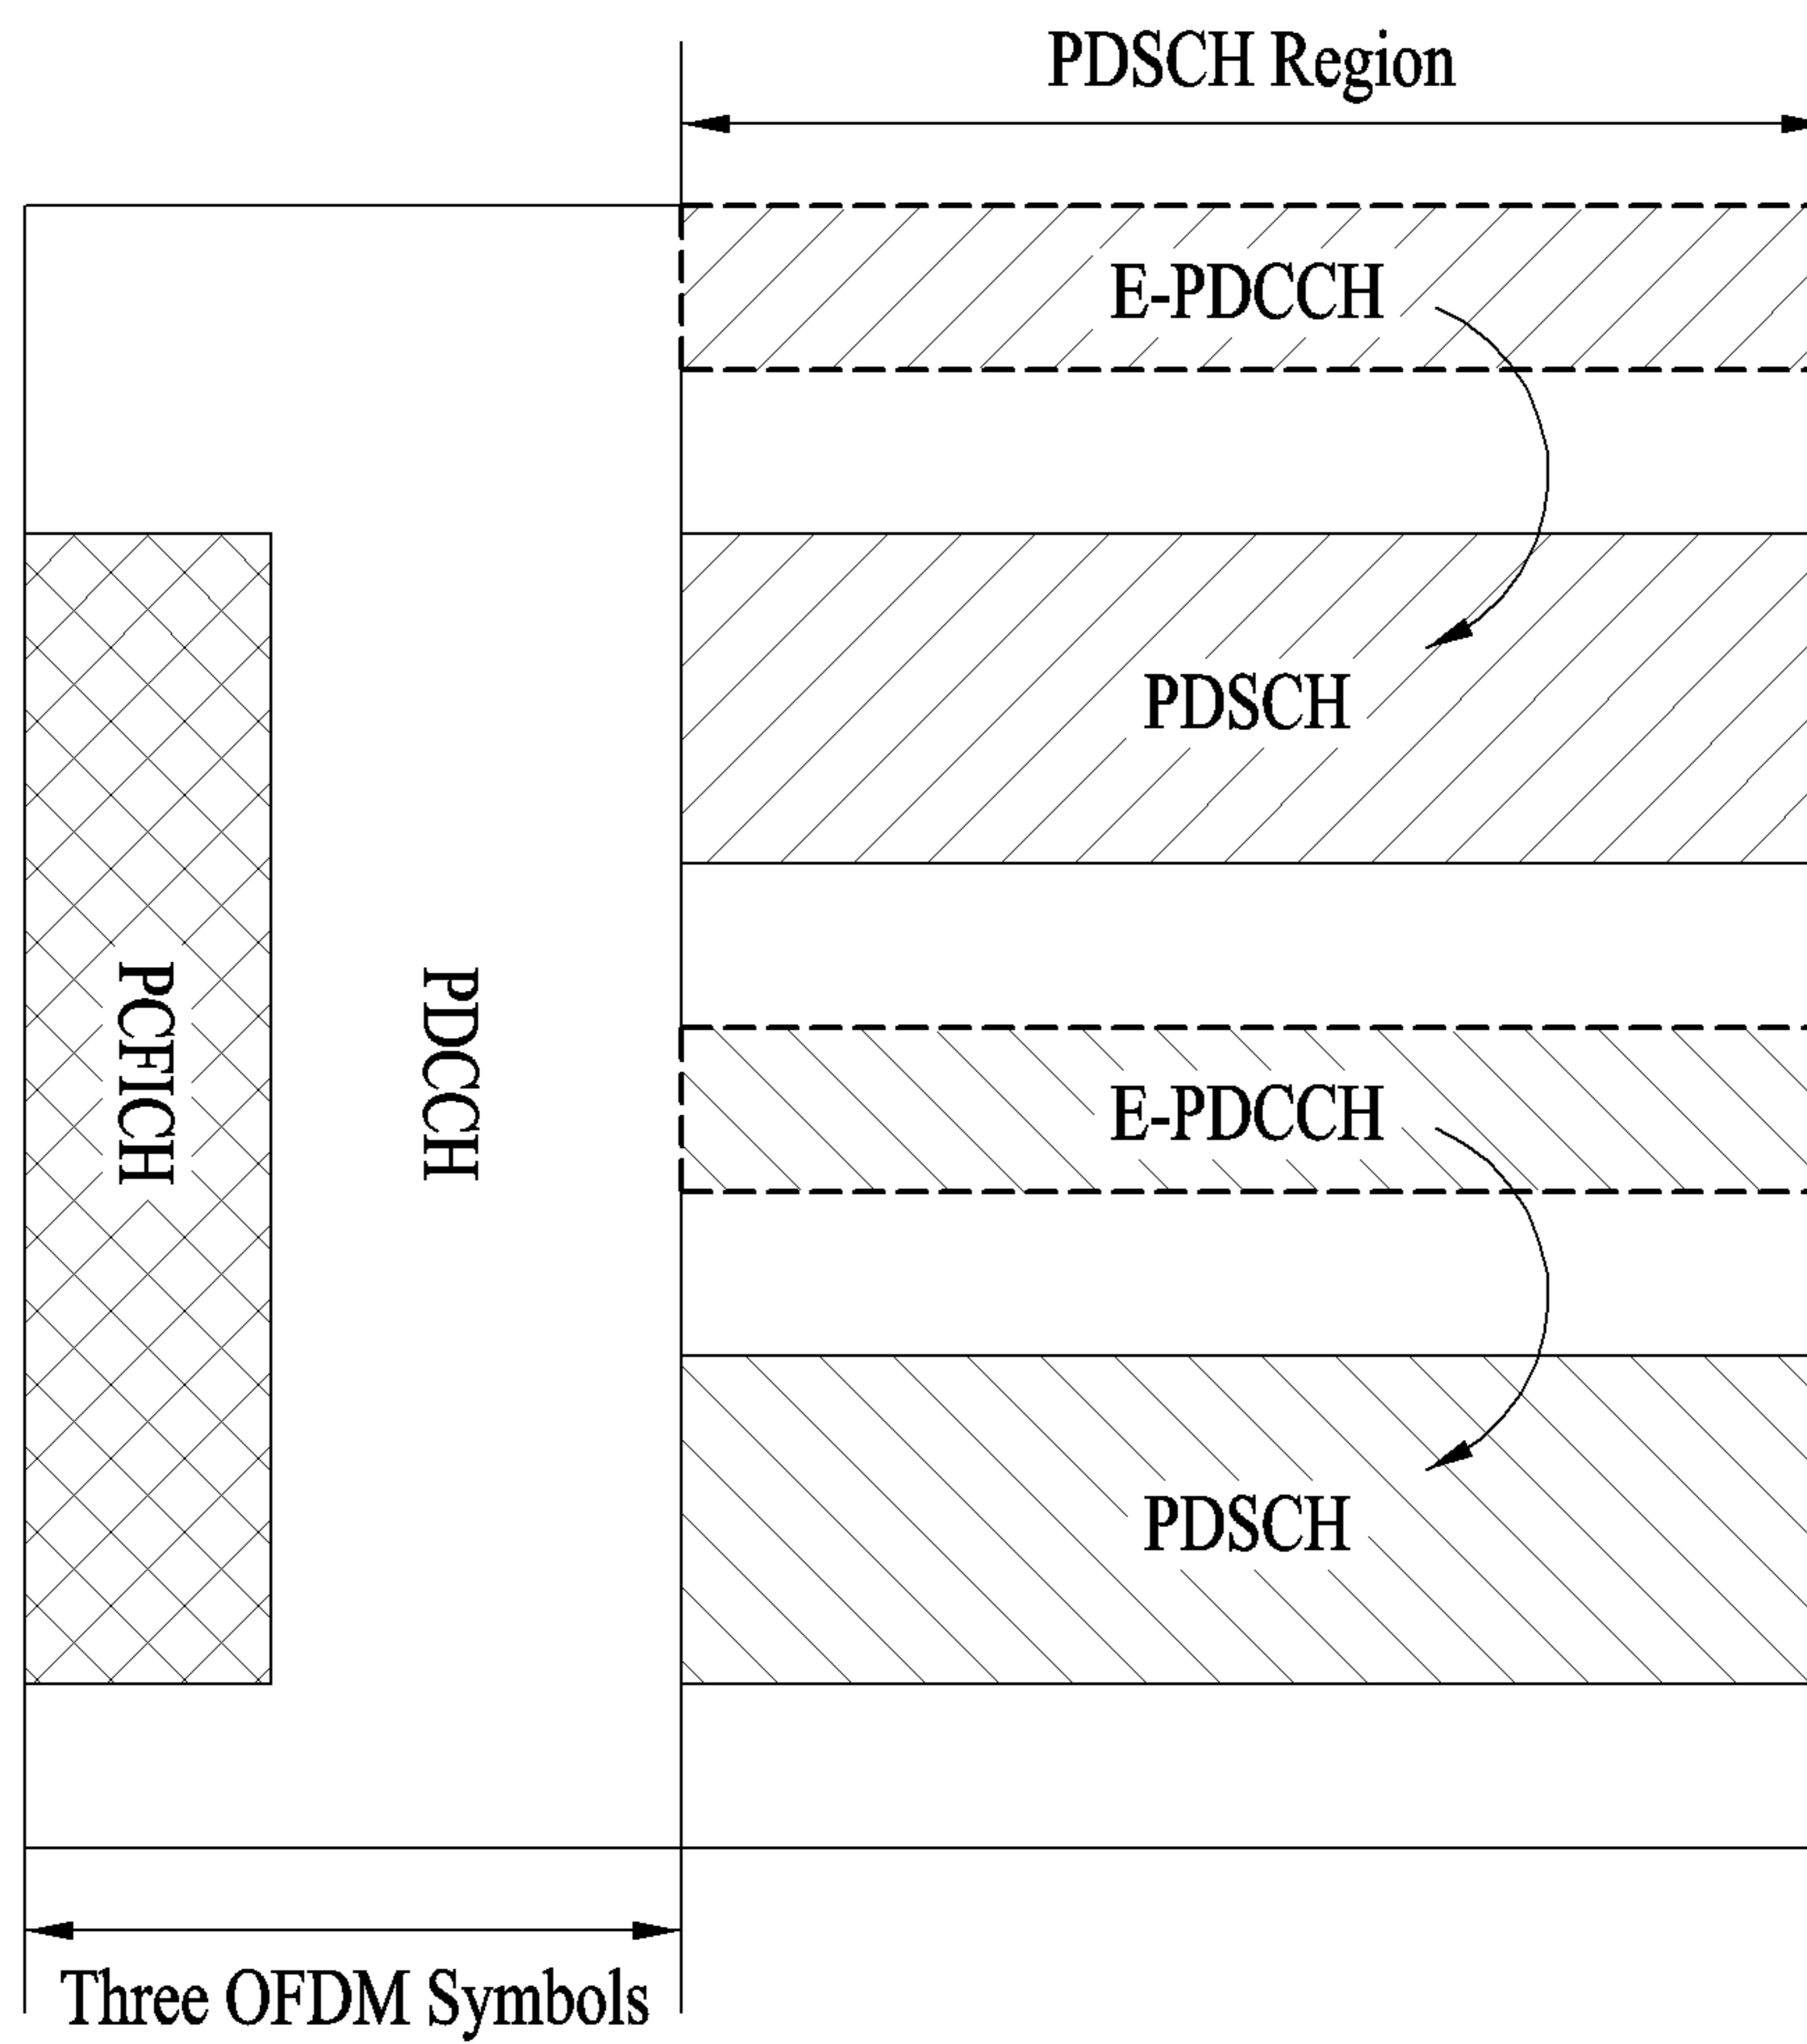 PDSCH Region
E-PDCCH
PDSCH
PCFICH
PDCCH
E-PDCCH
PDSCH
Three OFDM Symbols